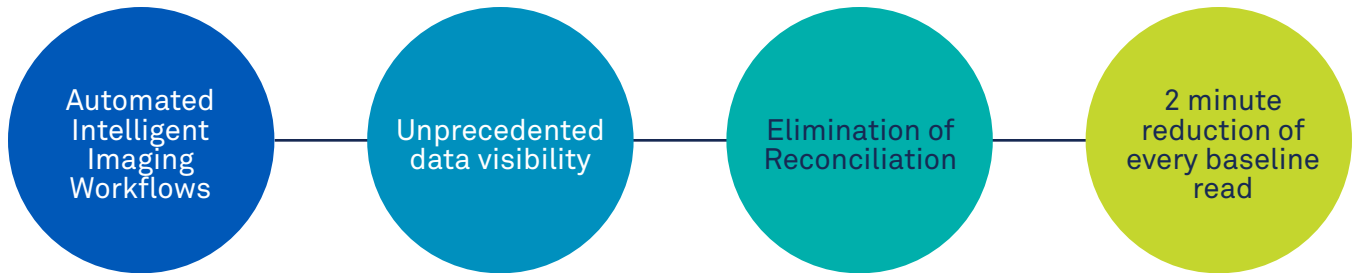 Automated
Intelligent
Imaging
Workflows
Unprecedented
data visibility
Elimination of
Reconciliation
2 minute
reduction of
every baseline
read